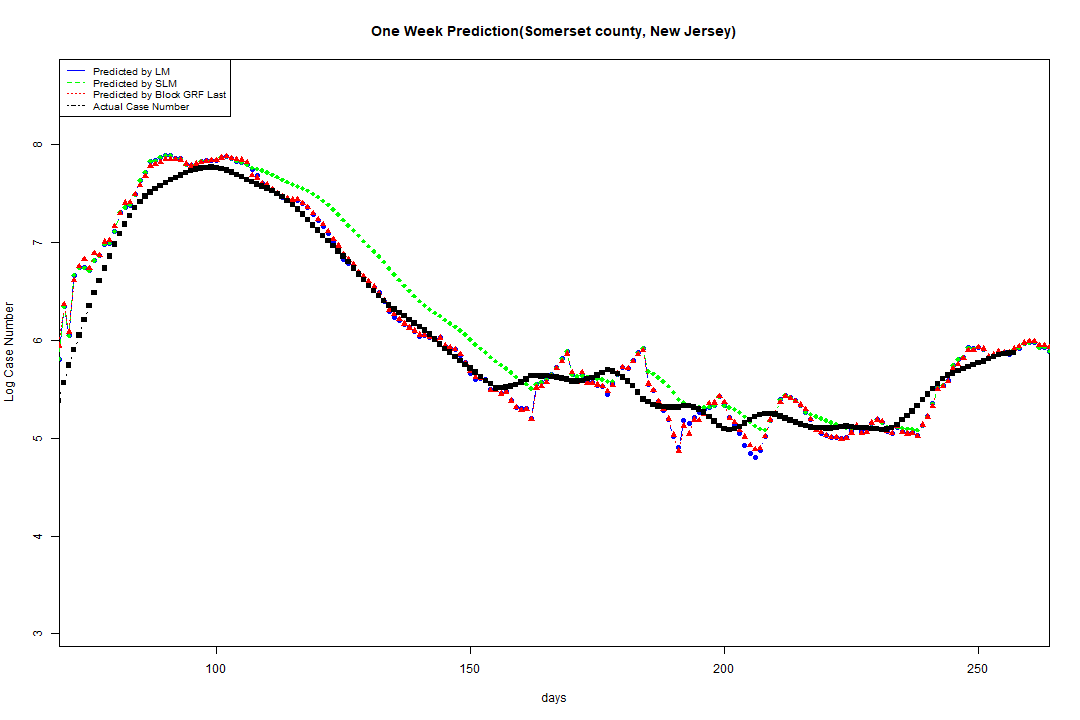 One Week Prediction(Somerset county, New Jersey)
Predicted by LM
Predicted by SLM
Predicted by Block GRF Last
Actual Case Number
Log Case Number
8
7
6
5
4
3
100 150 200 250
days